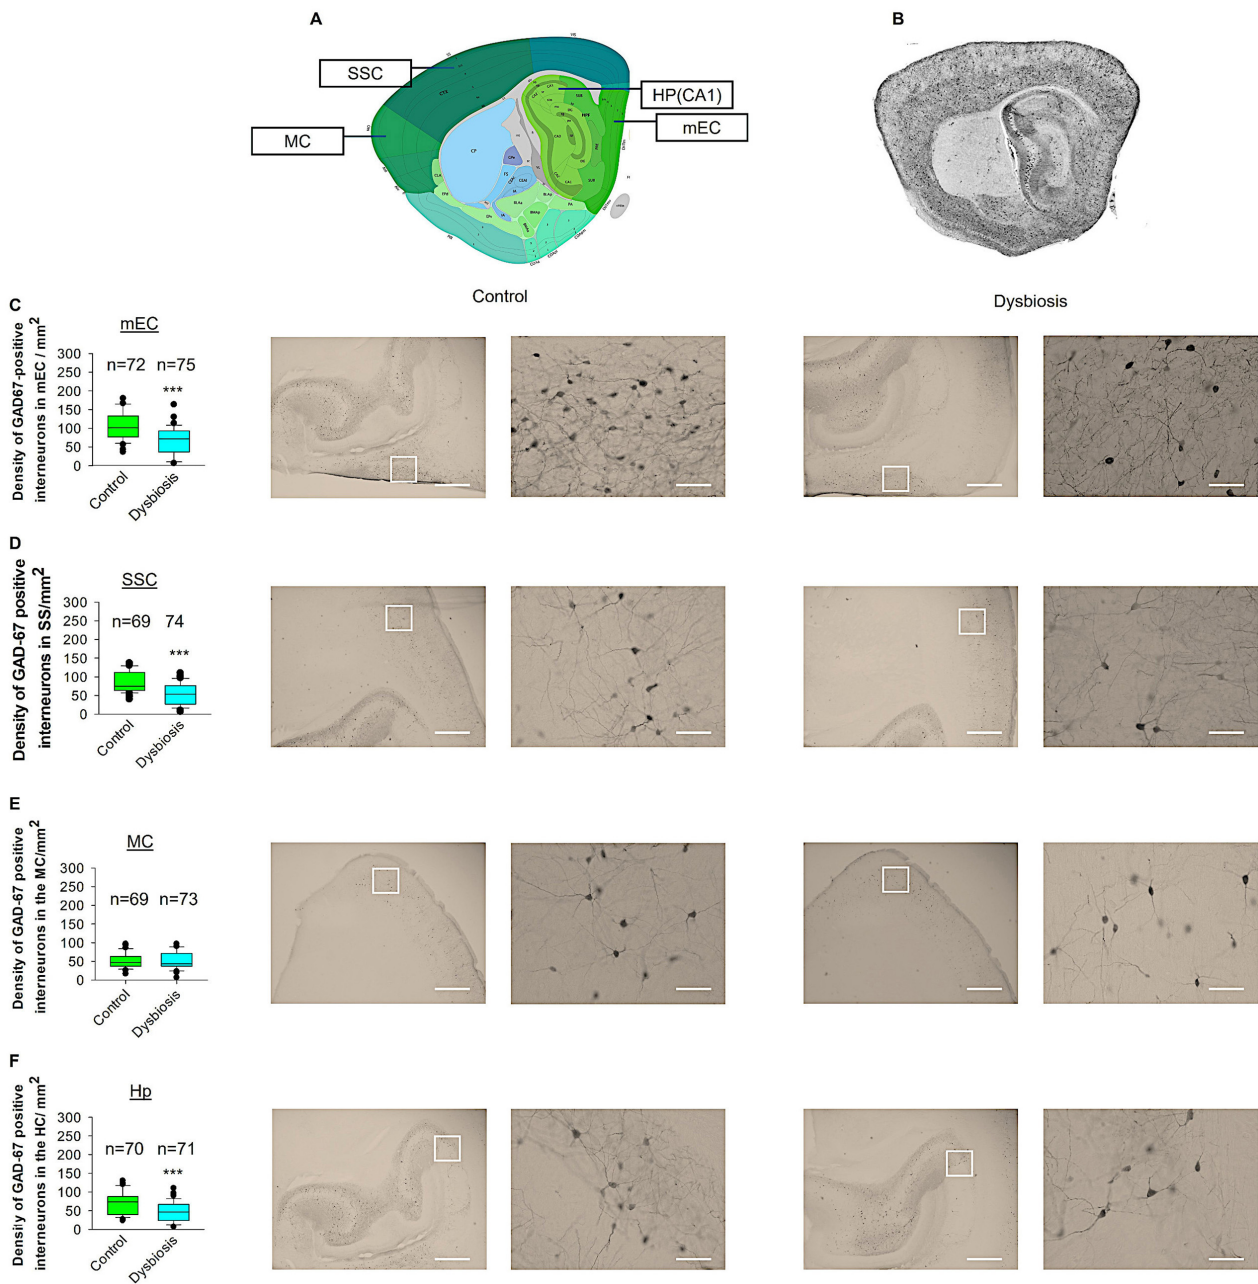 A
B
SSC
HP(CA1)
mEC
MC
CTX
CP
Control
Dysbiosis
C
mEC
Density of GAD67-positive
interneurons in mEC / mm2
300
250
200
150
100
50
0
n=72 n=75
***
Control
Dysbiosis
D
SSC
Density of GAD-67 positive
interneurons in SS/mm2
300
250
200
150
100
50
0
n=69 74
***
Control
Dysbiosis
E
MC
Density of GAD-67 positive
interneurons in the MC/mm2
300
250
200
150
100
50
0
n=69 n=73
Control
Dysbiosis
F
Hp
Density of GAD-67 positive
interneurons in the HC/ mm2
300
250
200
150
100
50
0
n=70 n=71
***
Control
Dysbiosis